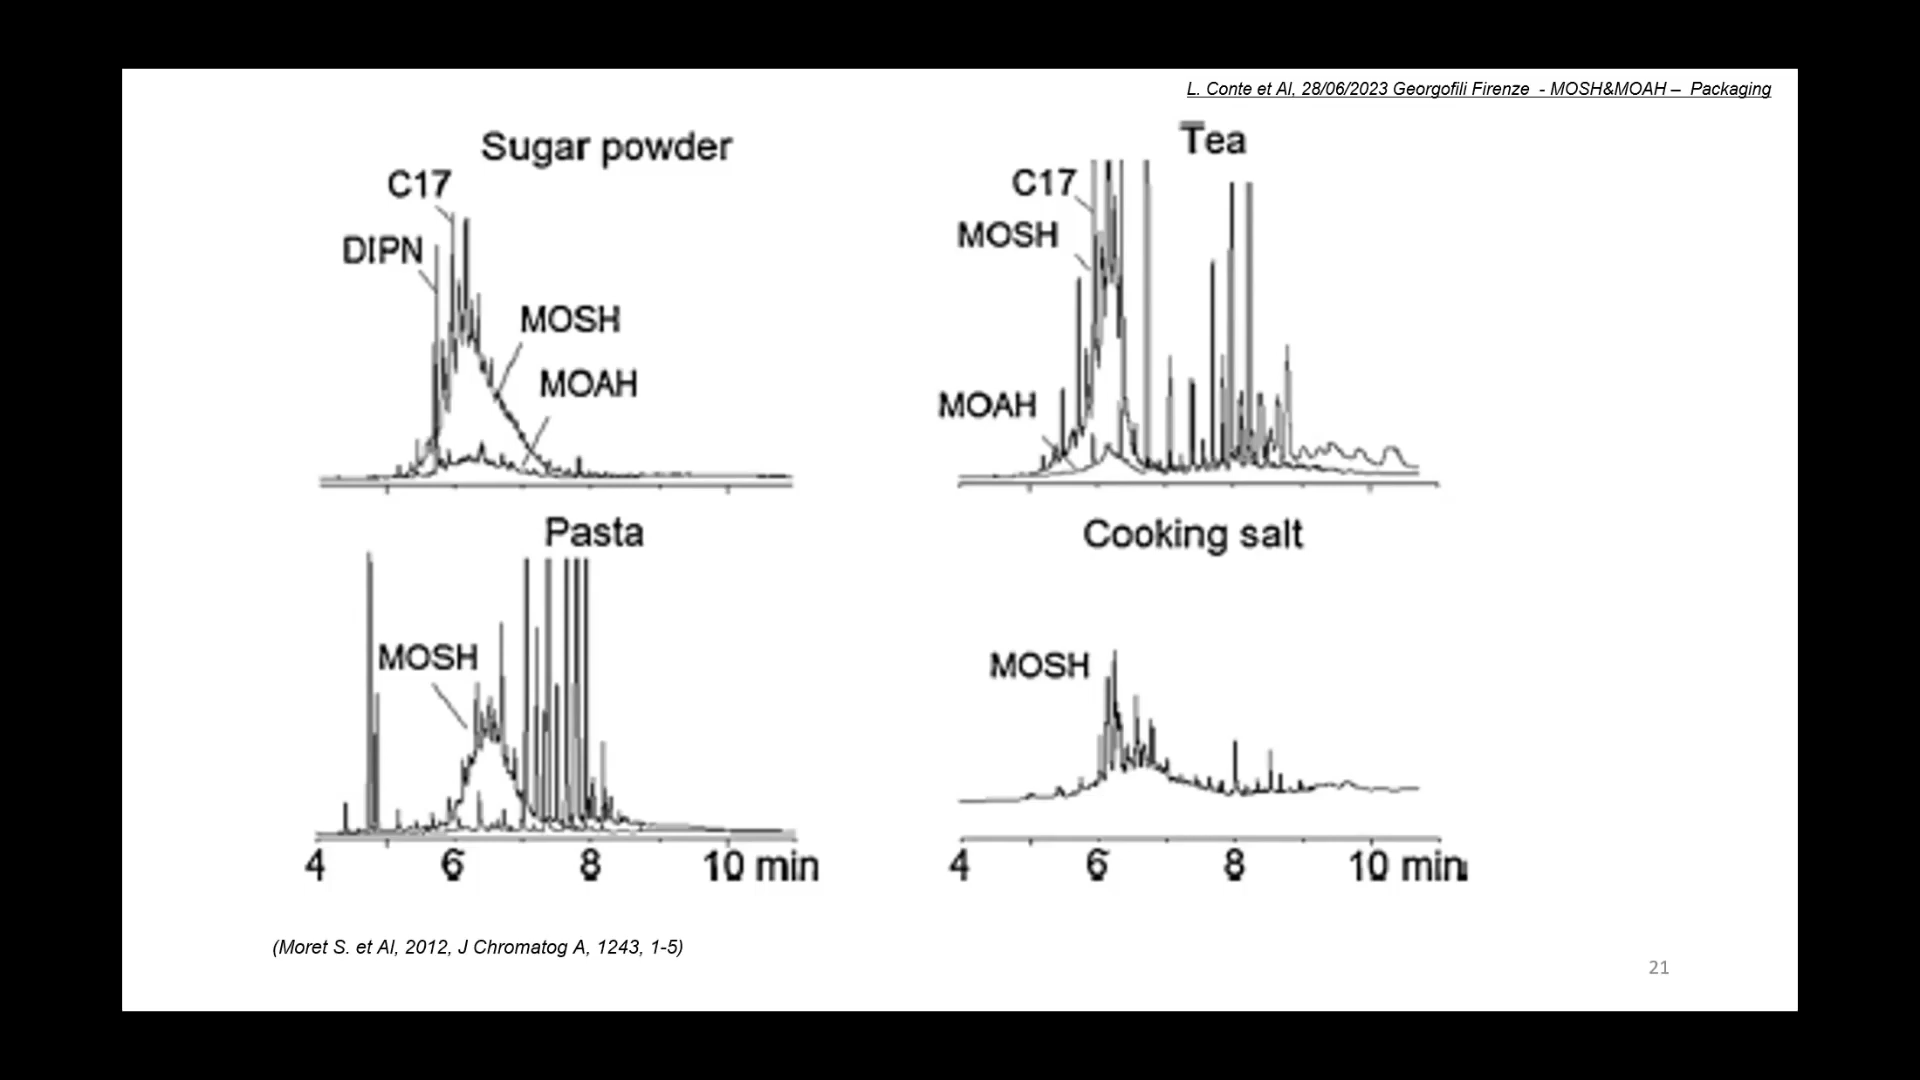 L. Conte et Al, 28/06/2023 Georgofili Firenze - MOSH&MOAH – Packaging
Sugar powder
C17
DIPN
MOSH
MOAH
Tea
C17
MOSH
MOAH
Pasta
MOSH
4 6 8 10 min
Cooking salt
MOSH
4 6 8 10 min
(Moret S. et Al, 2012, J Chromatog A, 1243, 1-5)
21